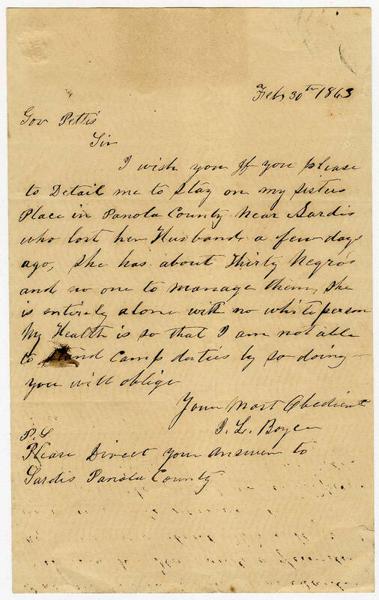 Feby 30th 1863
Gov Pettis
Sir
I wish you If you please
to Detail me to Stay on my Sisters
Place in Panola County Near Sardis
who lost her Husband a few days
ago, She has about Thirty Negros
and no one to manage them, She
is entirely alone with no white person
My Health is so that I am not able
to Stand Camp duties by so doing
you will oblige
Your Most Obedient
J. L. Boyce
P.S.
Please Direct your answer to
Sardis Panola County